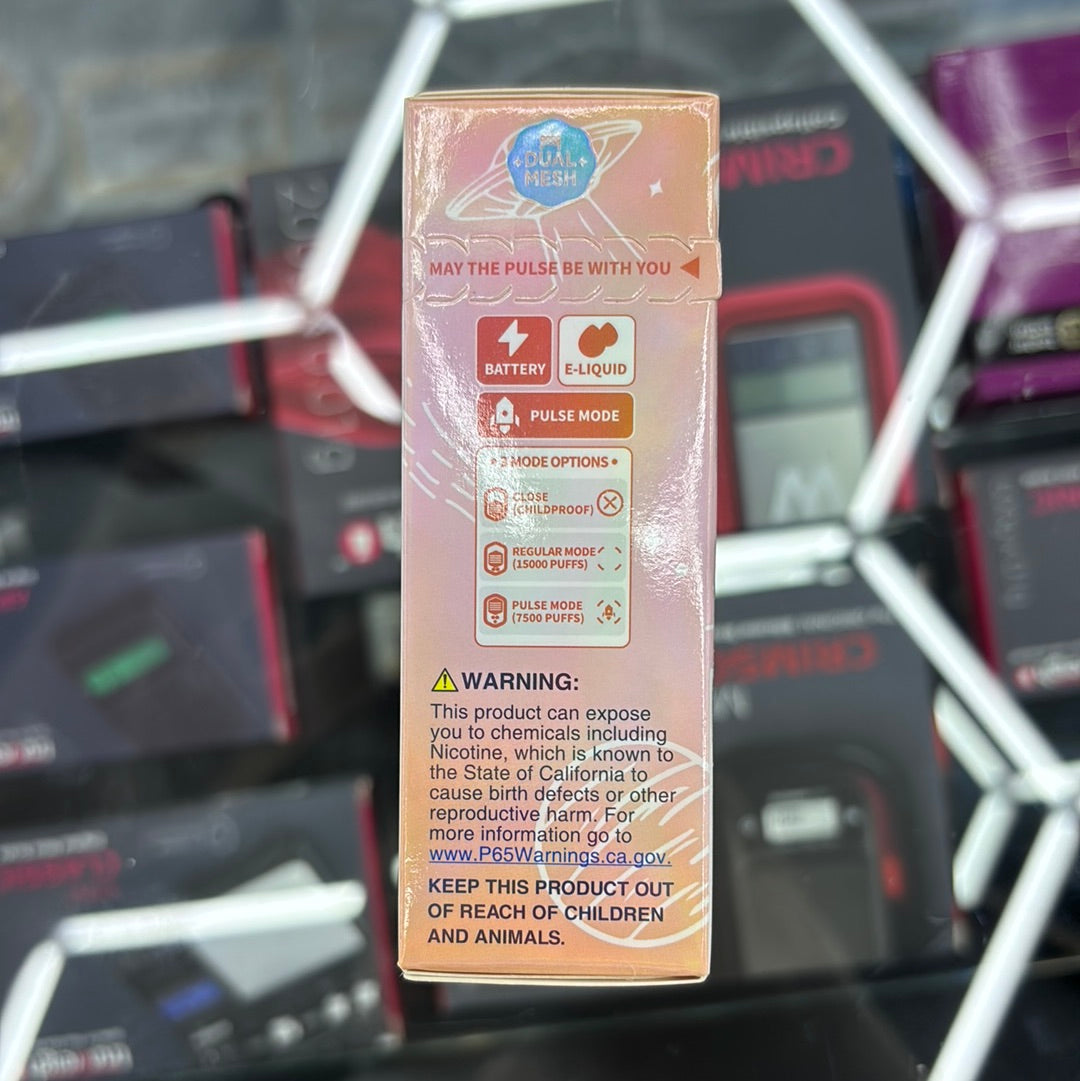 DUAL
MESH
MAY THE PULSE BE WITH YOU
BATTERY
E-LIQUID
PULSE MODE
• 3 MODE OPTIONS •
CLOSE
(CHILDPROOF)
REGULAR MODE
(15000 PUFFS)
PULSE MODE
(7500 PUFFS)
WARNING:
This product can expose
you to chemicals including
Nicotine, which is known to
the State of California to
cause birth defects or other
reproductive harm. For
more information go to
www.P65Warnings.ca.gov.
KEEP THIS PRODUCT OUT
OF REACH OF CHILDREN
AND ANIMALS.